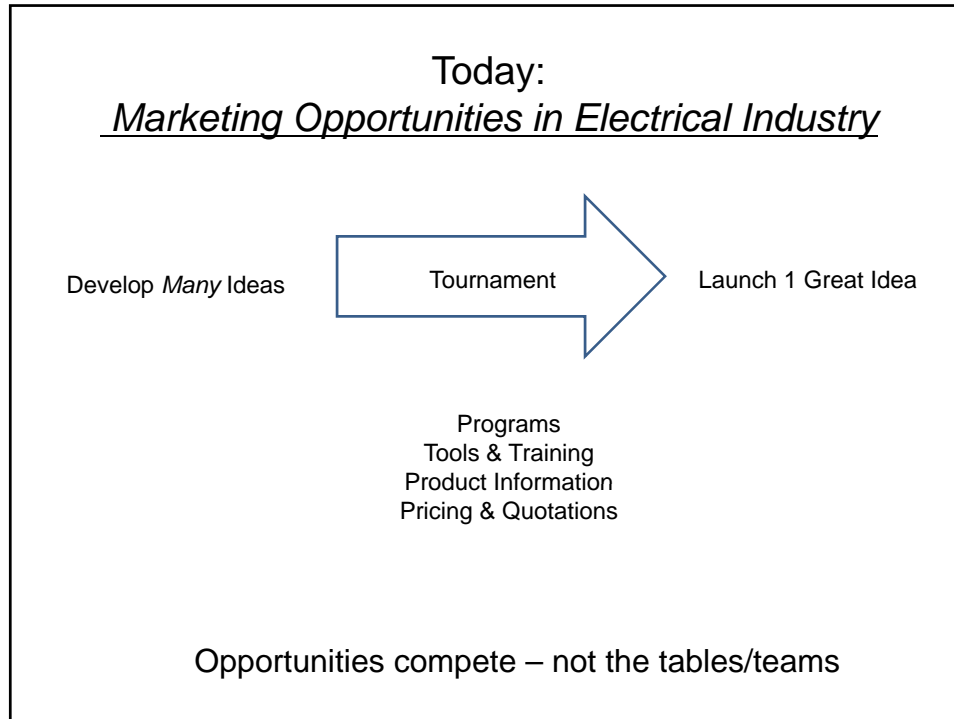 Today:
Marketing Opportunities in Electrical Industry
Develop Many Ideas
Tournament
Launch 1 Great Idea
Programs
Tools & Training
Product Information
Pricing & Quotations
Opportunities compete – not the tables/teams